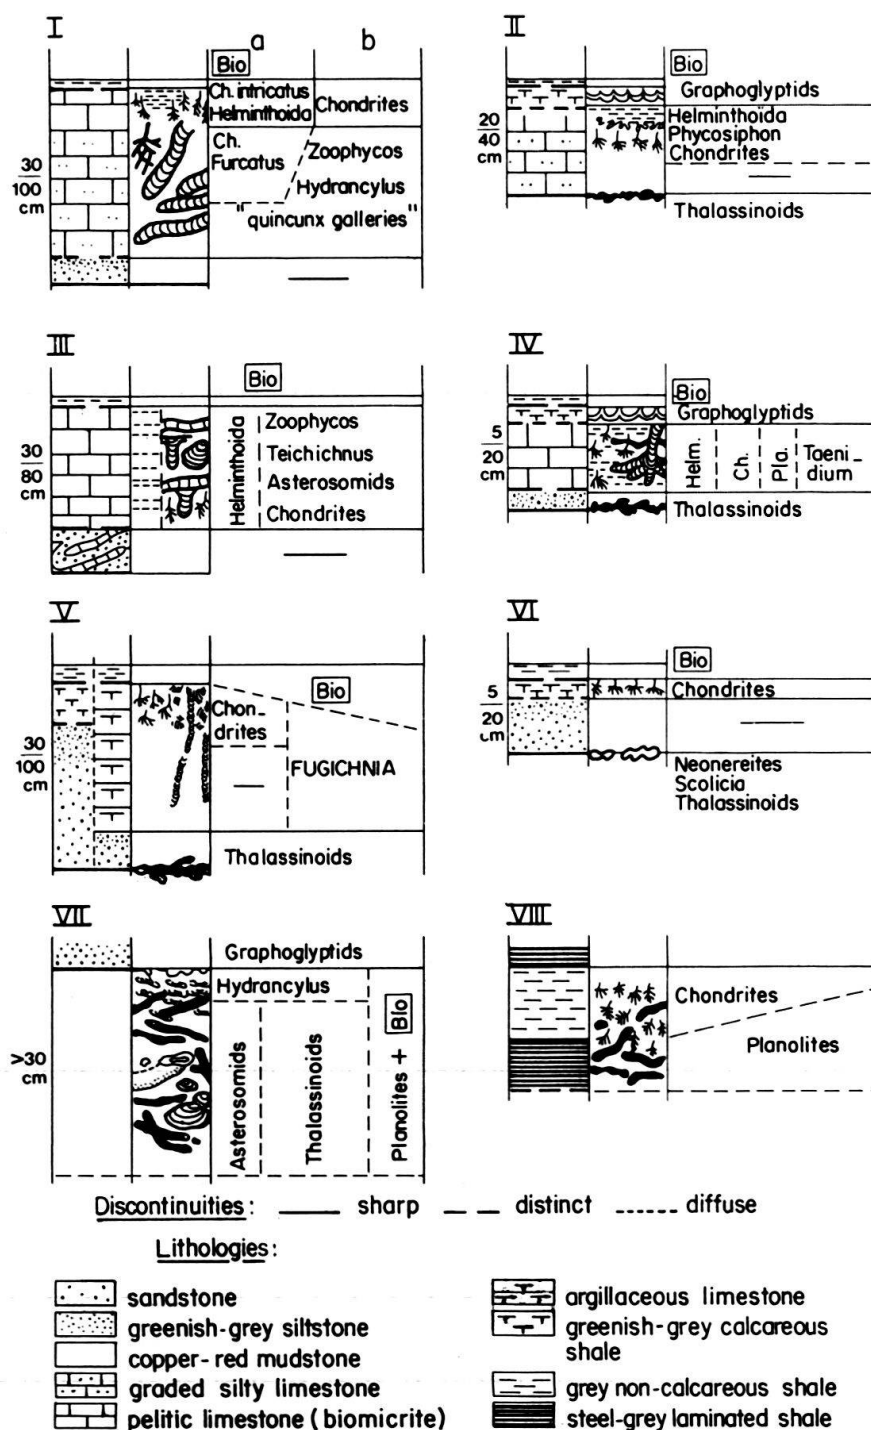 I
a b
Bio
Ch. intricatus
Helminthoida
Chondrites
Ch.
Furcatus
Zoophycos
Hydrancylus
"quincunx galleries"
30
100
cm
II
Bio
Graphoglyptids
Helminthoïda
Phycosiphon
Chondrites
Thalassinoids
20
40
cm
III
Bio
Helminthoida
Zoophycos
Teichichnus
Asterosomids
Chondrites
30
80
cm
IV
Bio
Graphoglyptids
Helm.
Ch.
Pla.
Taeni_
dium
Thalassinoids
5
20
cm
V
Bio
Chon_
drites
FUGICHNIA
Thalassinoids
30
100
cm
VI
Bio
Chondrites
Neonereites
Scolicia
Thalassinoids
5
20
cm
VII
Graphoglyptids
Hydrancylus
Asterosomids
Thalassinoids
Planolites + Bio
>30
cm
VIII
Chondrites
Planolites
Discontinuities: sharp distinct diffuse
Lithologies:
sandstone
greenish-grey siltstone
copper-red mudstone
graded silty limestone
pelitic limestone (biomicrite)
argillaceous limestone
greenish-grey calcareous
shale
grey non-calcareous shale
steel-grey laminated shale